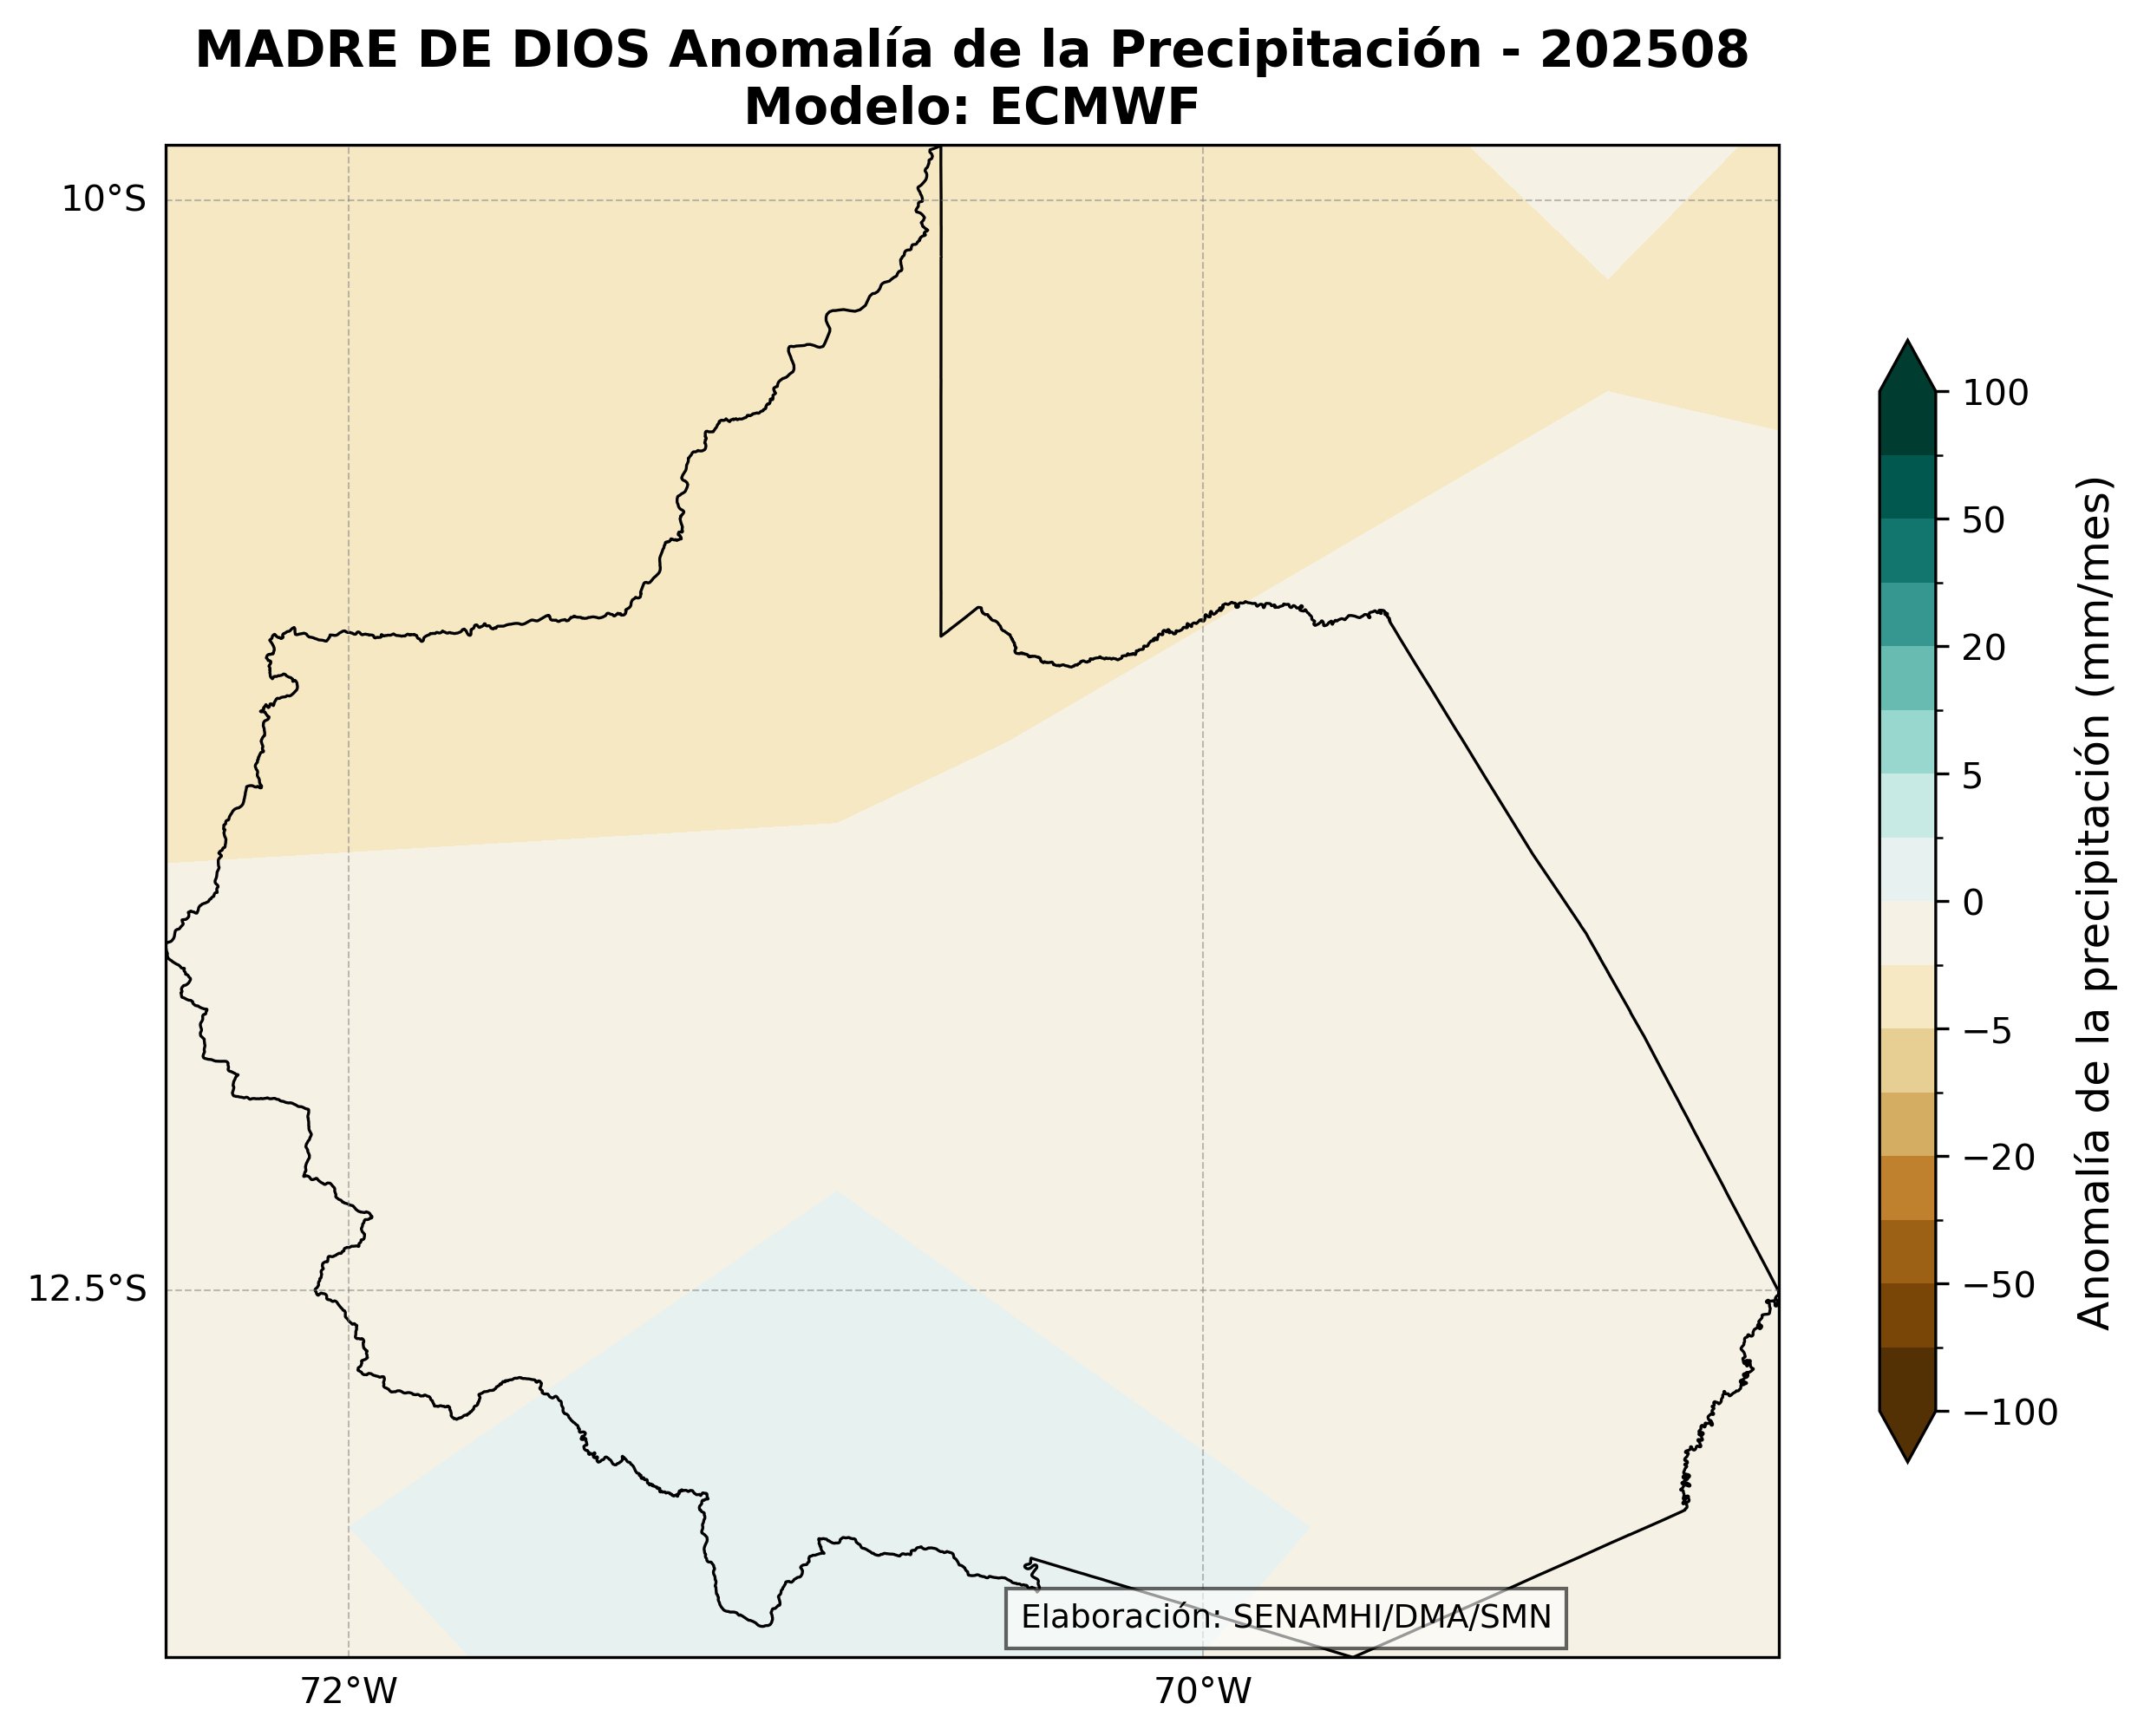 MADRE DE DIOS Anomalía de la Precipitación - 202508
Modelo: ECMWF
10°S
12.5°S
72°W
70°W
Elaboración: SENAMHI/DMA/SMN
100
50
20
5
0
−5
−20
−50
−100
Anomalía de la precipitación (mm/mes)